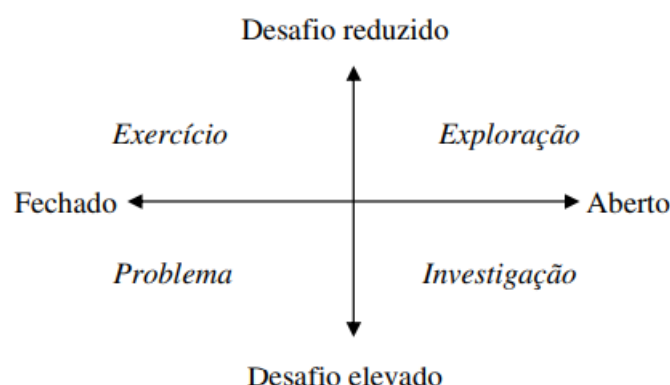 Desafio reduzido
Exercício
Exploração
Fechado
Aberto
Problema
Investigação
Desafio elevado